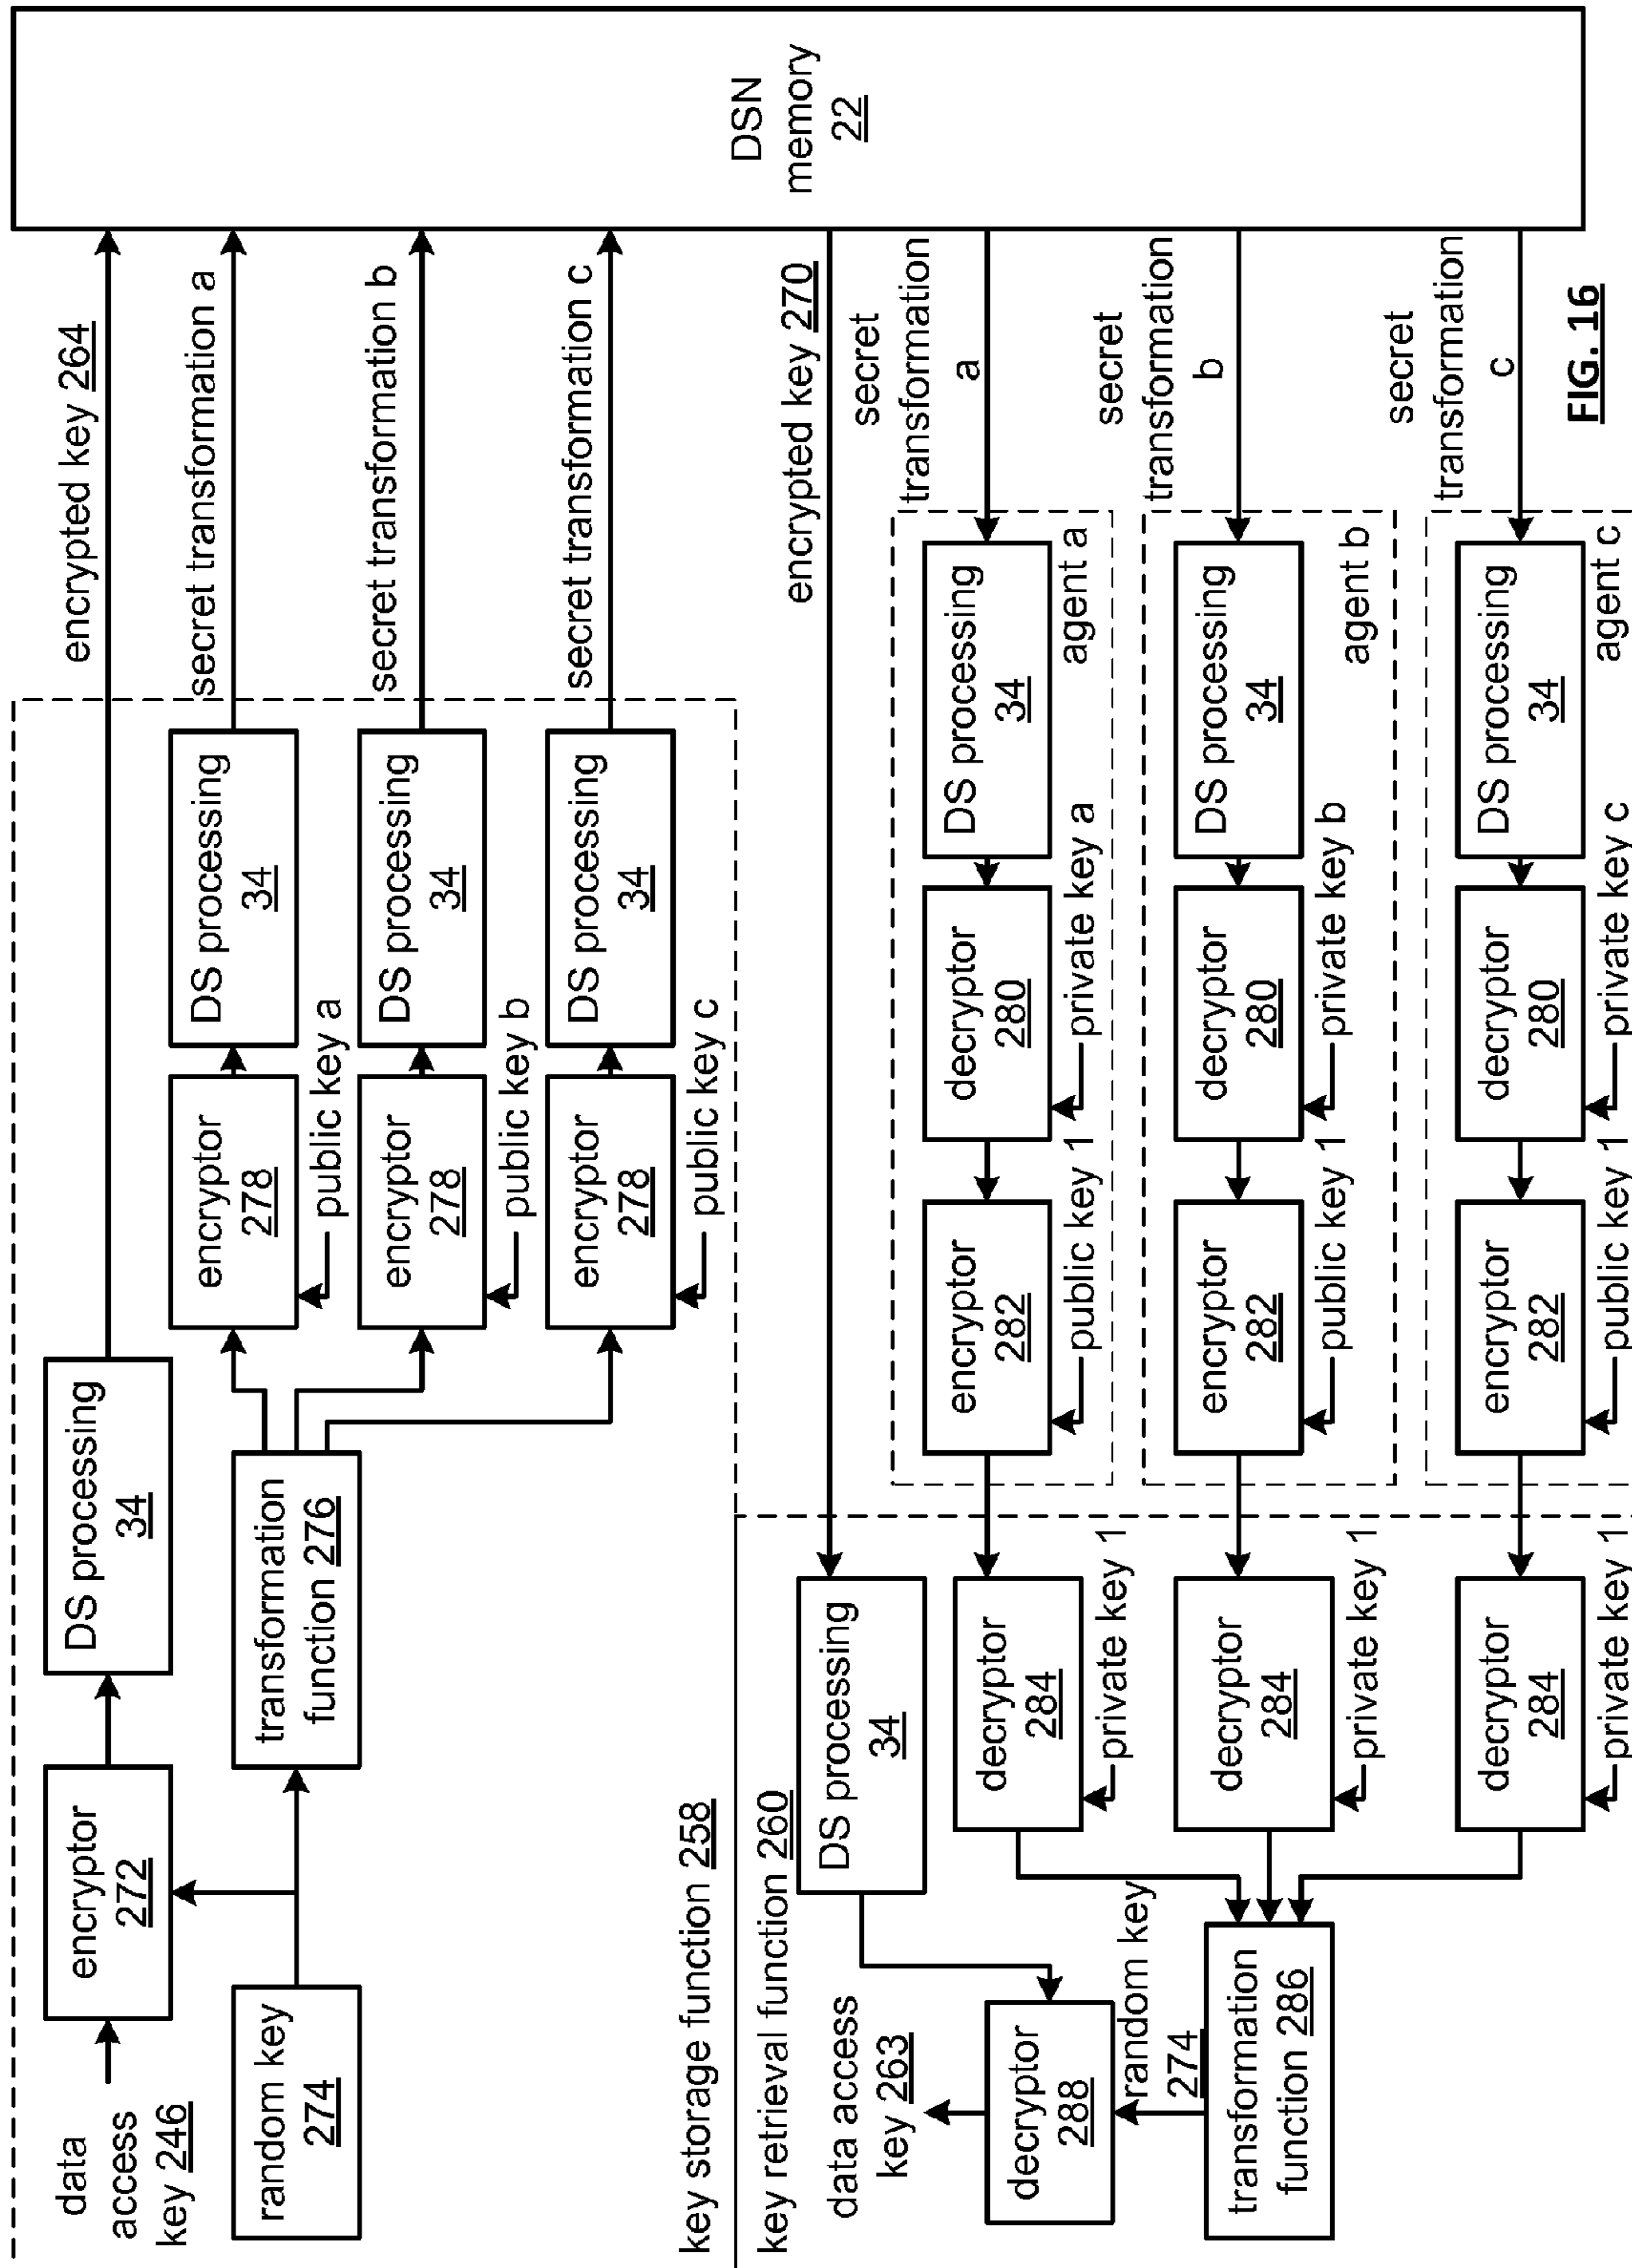 data
access
key 246
encryptor
272
DS processing
34
encrypted key 264
random key
274
transformation
function 276
encryptor
278
public key a
DS processing
34
secret transformation a
encryptor
278
public key b
DS processing
34
secret transformation b
encryptor
278
public key c
DS processing
34
secret transformation c
key storage function 258
DSN
memory
22
key retrieval function 260
DS processing
34
encrypted key 270
data access
key 263
decryptor
288
random key
274
transformation
function 286
decryptor
284
private key 1
encryptor
282
public key 1
decryptor
280
private key a
DS processing
34
agent a
secret
transformation
a
decryptor
284
private key 1
encryptor
282
public key 1
decryptor
280
private key b
DS processing
34
agent b
secret
transformation
b
decryptor
284
private key 1
encryptor
282
public key 1
decryptor
280
private key c
DS processing
34
agent c
secret
transformation
c
FIG. 16